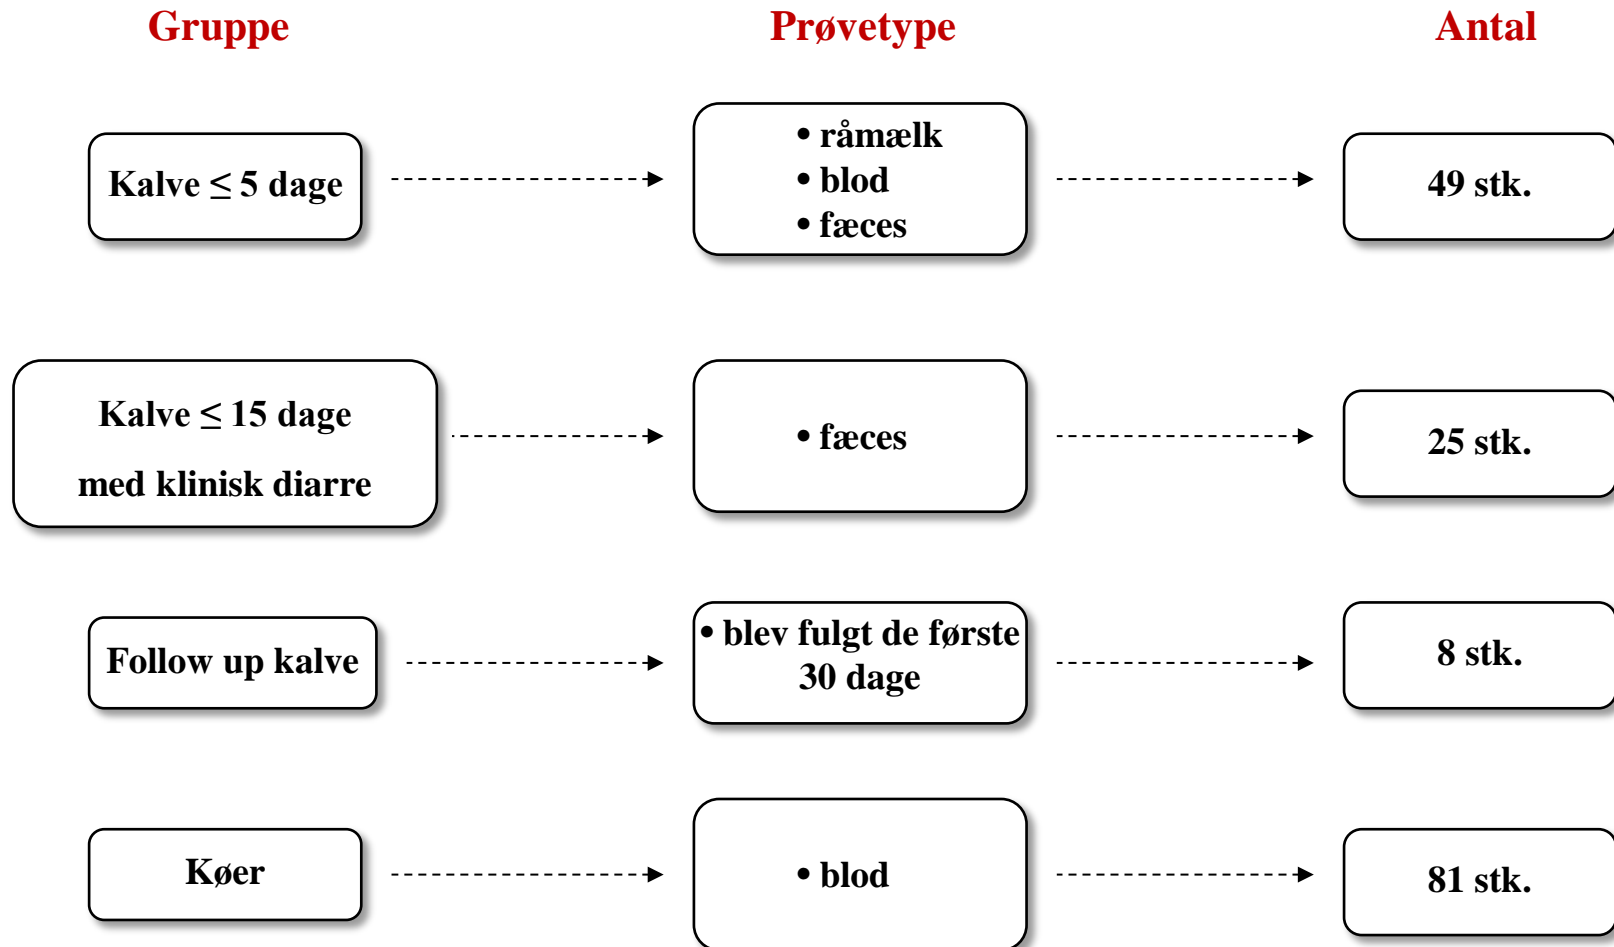 Gruppe
Prøvetype
Antal
Kalve ≤ 5 dage
• råmælk
• blod
• fæces
49 stk.
Kalve ≤ 15 dage
med klinisk diarre
• fæces
25 stk.
Follow up kalve
• blev fulgt de første
30 dage
8 stk.
Køer
• blod
81 stk.